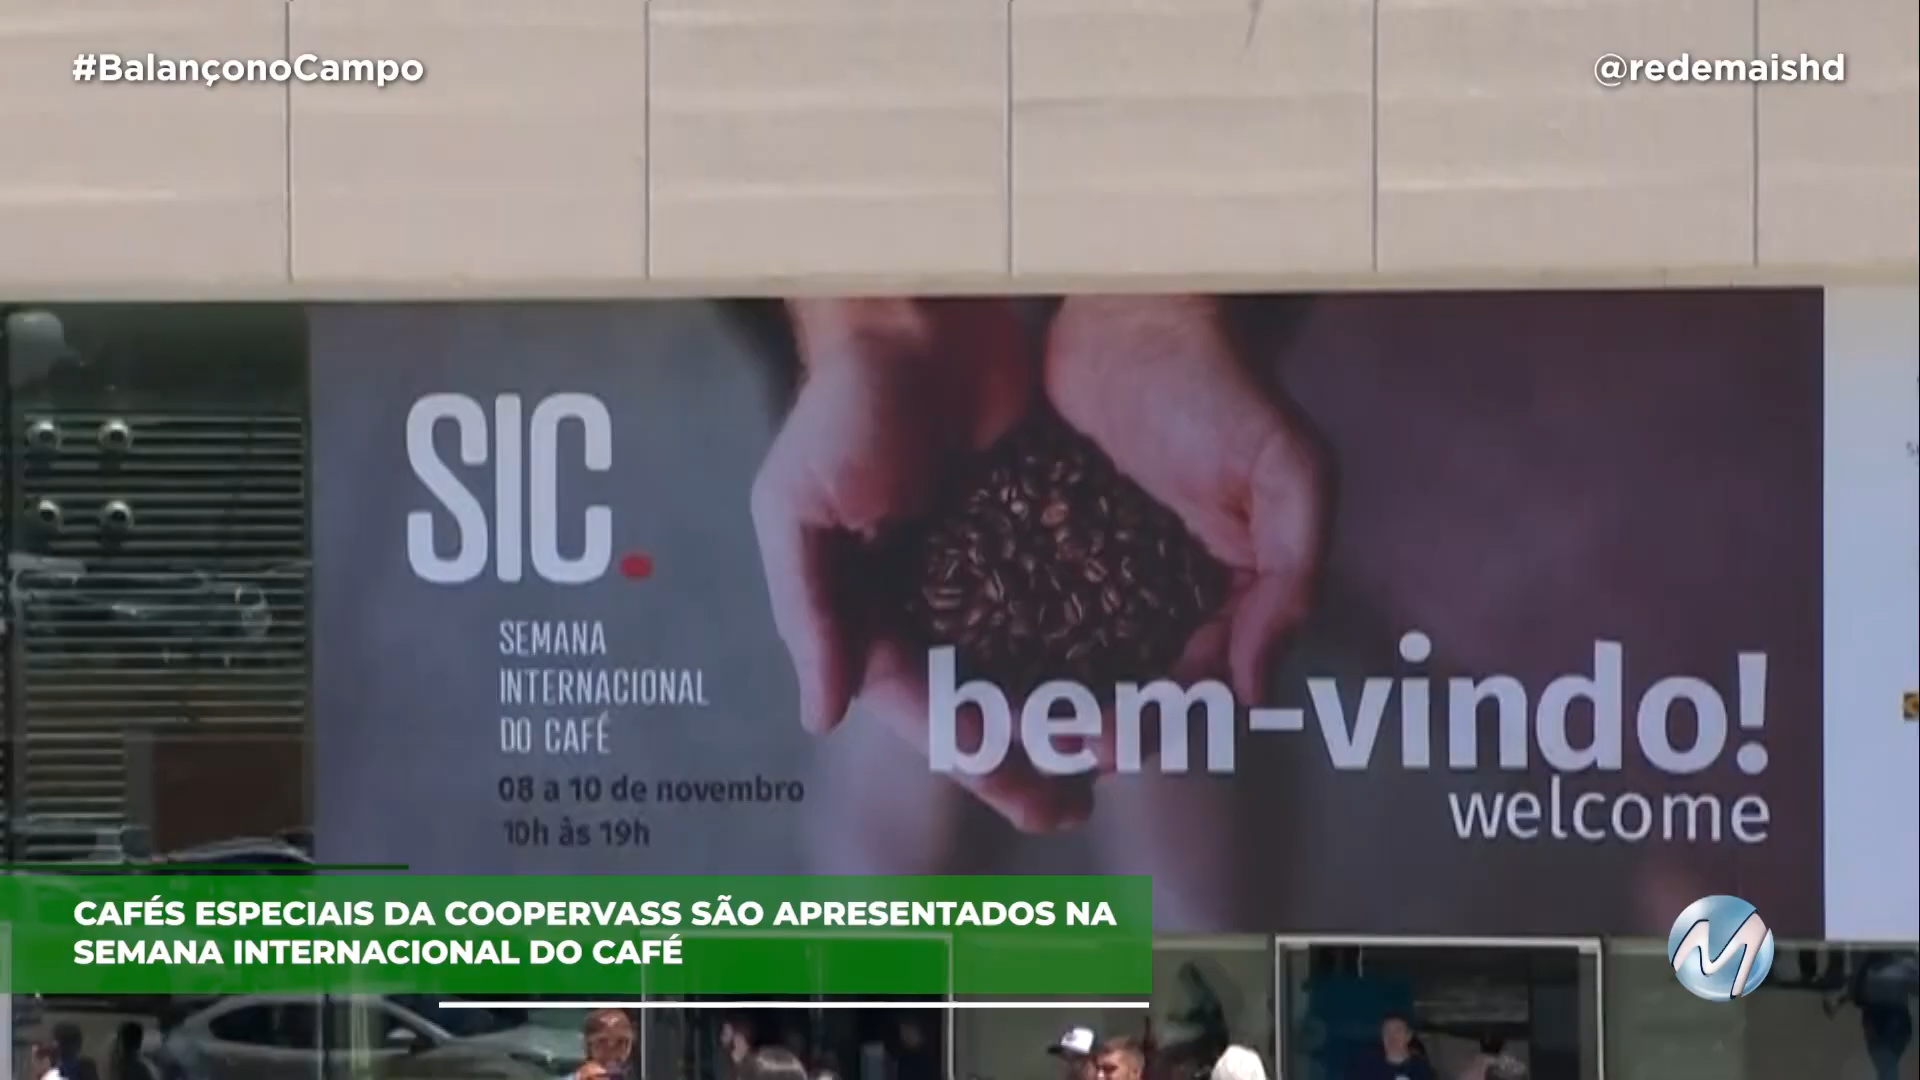 #BalançonoCampo
@redemaishd
SIC.
SEMANA
INTERNACIONAL
DO CAFÉ
08 a 10 de novembro
10h às 19h
bem-vindo!
welcome
CAFÉS ESPECIAIS DA COOPERVASS SÃO APRESENTADOS NA
SEMANA INTERNACIONAL DO CAFÉ
M